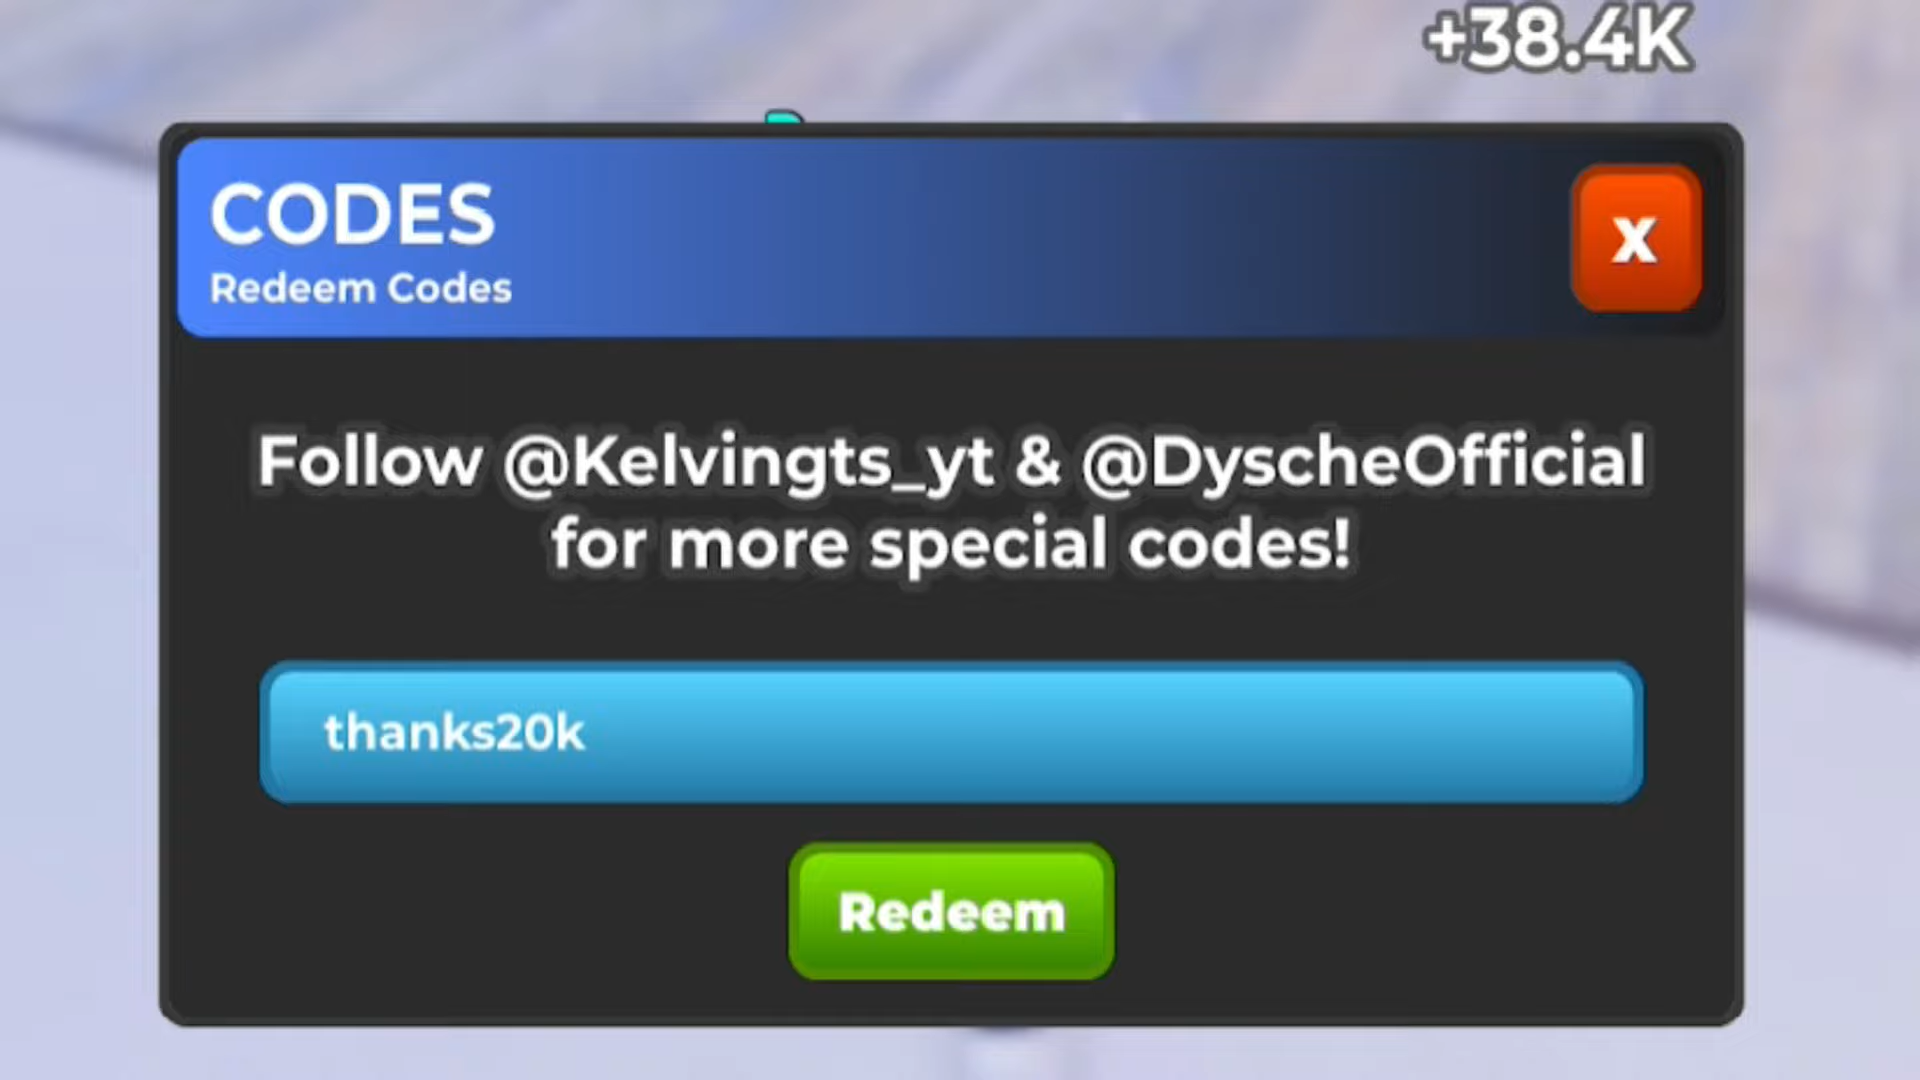 +38.4K
CODES
Redeem Codes
X
Follow @Kelvingts_yt & @DyscheOfficial
for more special codes!
thanks20k
Redeem